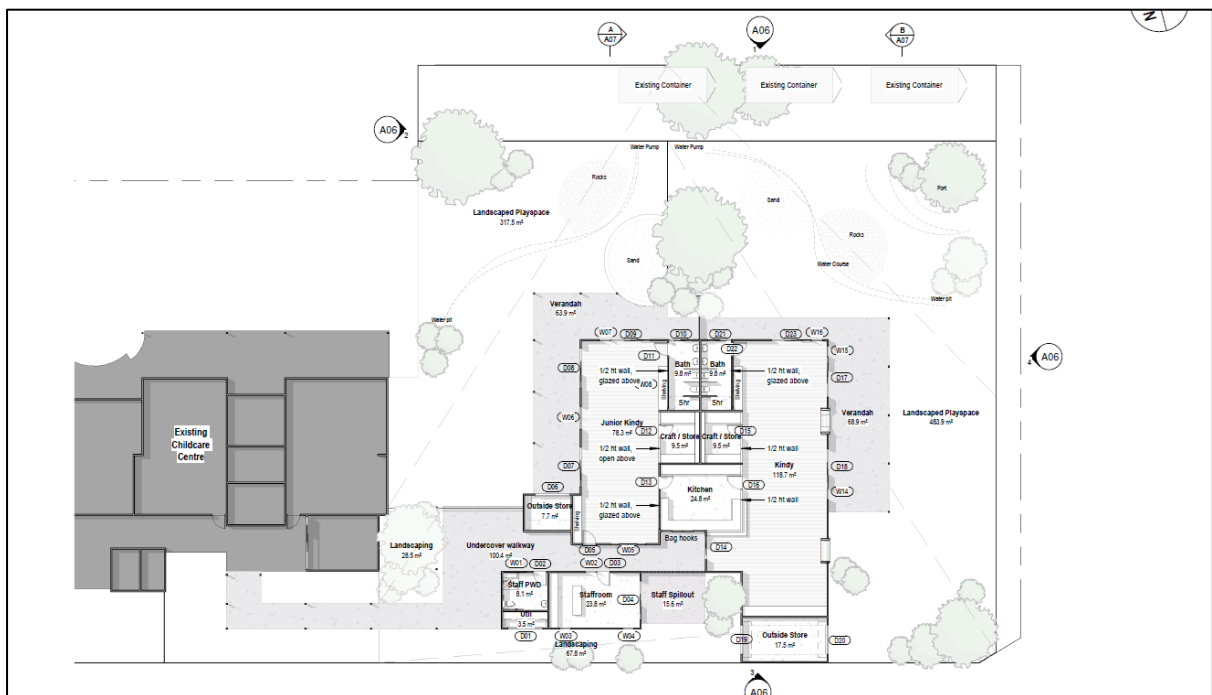 N
A
A07
A06
1
B
A07
Existing Container
Existing Container
Existing Container
A06
2
Water Pump
Water Pump
Rocks
Sand
Fort
Landscaped Playspace
317.5 m²
Rocks
Sand
Water Course
Water pit
Verandah
63.9 m²
Water pit
W07
D09
D10
D21
D23
W16
D11
D22
W15
D08
Bath
9.8 m²
Bath
9.8 m²
1/2 ht wall,
glazed above
1/2 ht wall,
glazed above
A06
4
D17
Shelving
W08
Shelving
Shr
Shr
W06
Junior Kindy
78.3 m²
D12
Craft / Store
9.5 m²
Craft / Store
9.5 m²
D15
Verandah
68.9 m²
Landscaped Playspace
483.9 m²
Existing
Childcare
Centre
1/2 ht wall,
open above
1/2 ht wall
D07
Kindy
118.7 m²
D18
D06
D13
Kitchen
24.8 m²
D16
W14
Outside Store
7.7 m²
Shelving
1/2 ht wall,
glazed above
1/2 ht wall
Landscaping
28.5 m²
Undercover walkway
100.4 m²
Bag hooks
D05
W05
D14
W01
D02
W02
D03
Staff PWD
8.1 m²
Staffroom
23.8 m²
D04
Staff Spillout
15.6 m²
Util
3.5 m²
D01
W03
W04
Landscaping
67.8 m²
D19
Outside Store
17.5 m²
D20
3
A06